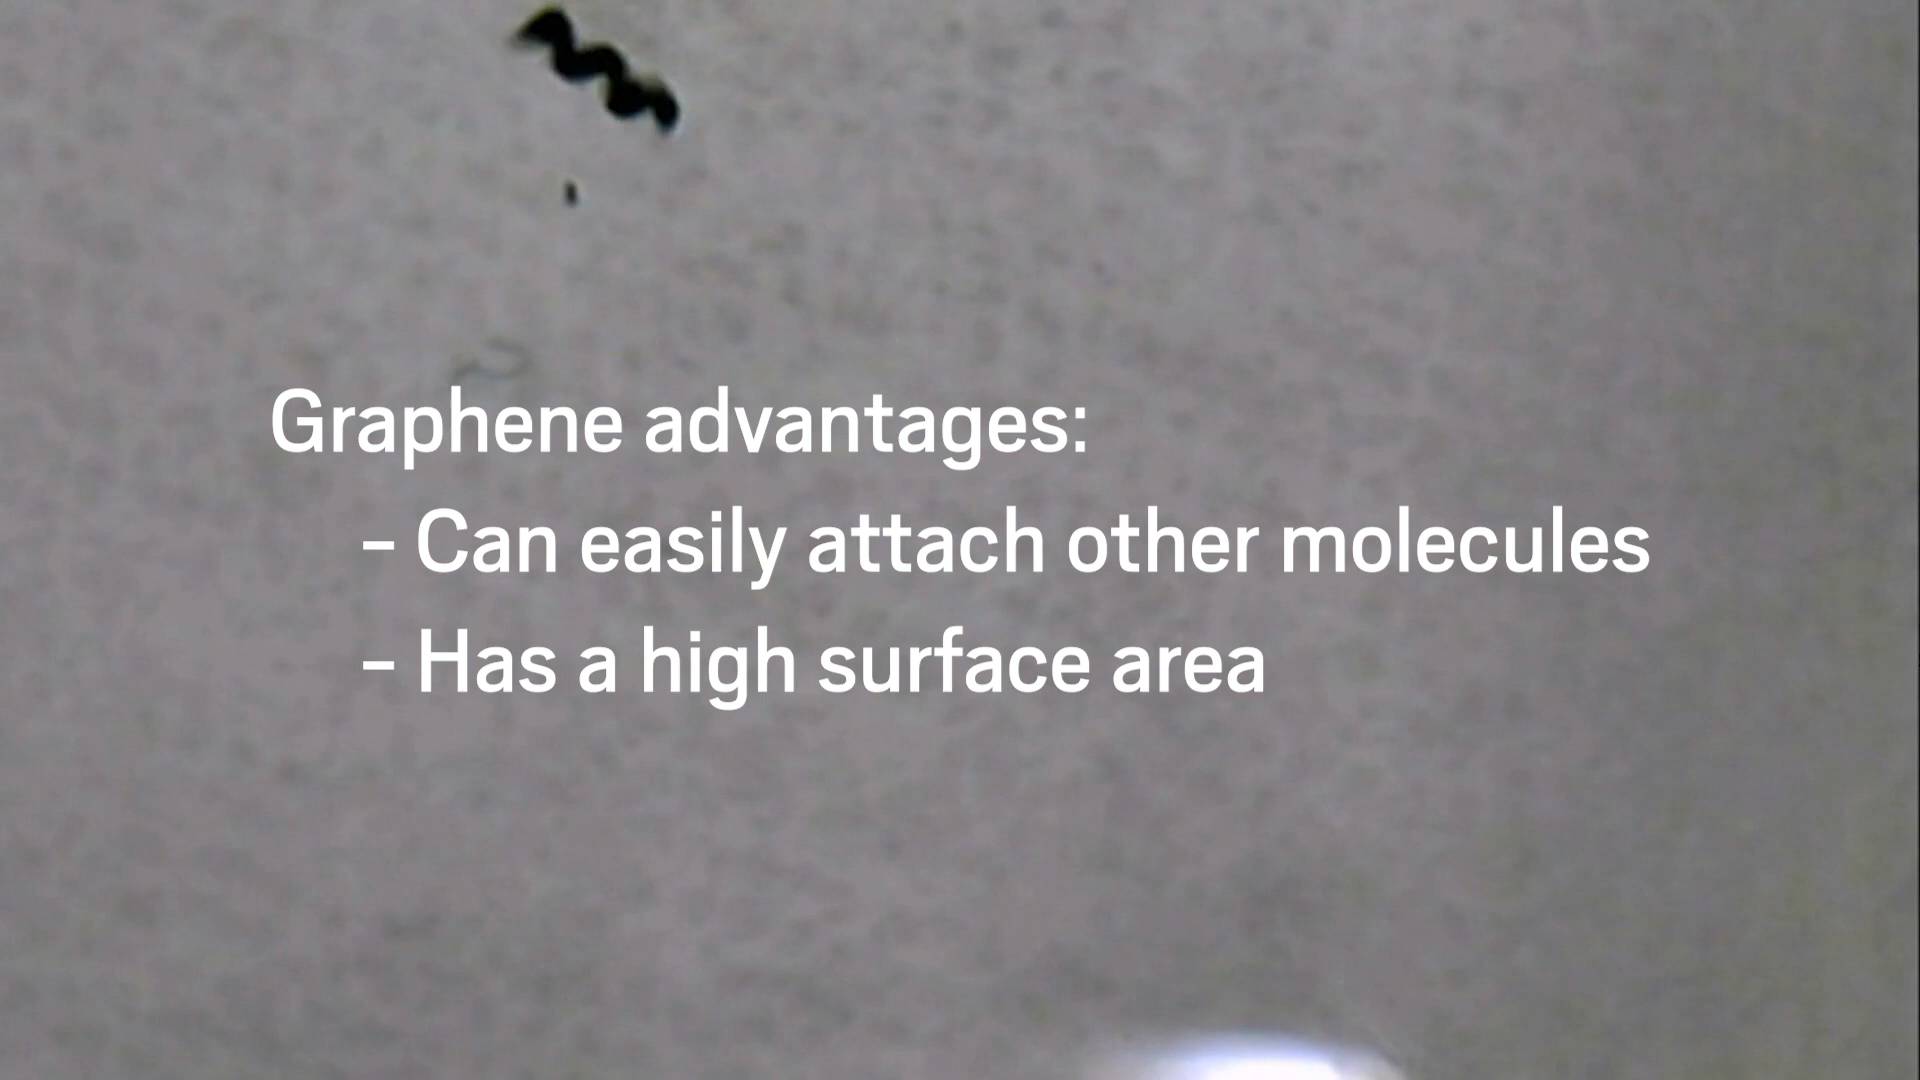 Graphene advantages:
- Can easily attach other molecules
- Has a high surface area